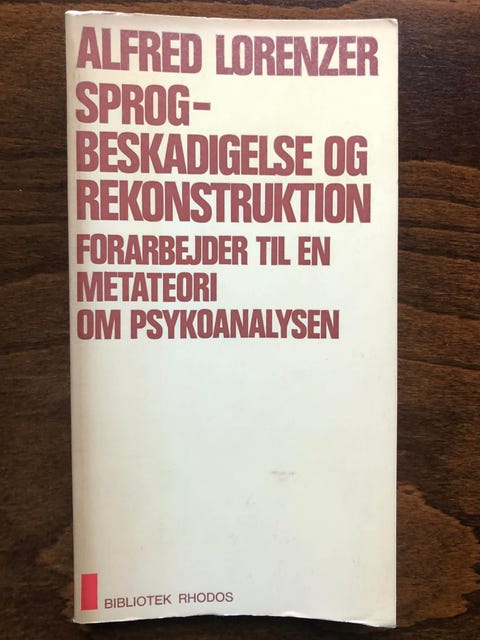 ALFRED LORENZER
SPROG-
BESKADIGELSE OG
REKONSTRUKTION
FORARBEJDER TIL EN
METATEORI
OM PSYKOANALYSEN
BIBLIOTEK RHODOS